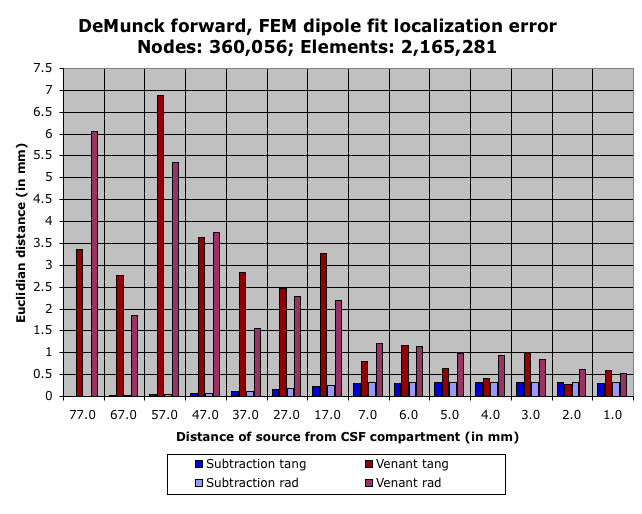 DeMunck forward, FEM dipole fit localization error
Nodes: 360,056; Elements: 2,165,281
7.5
7
6.5
6
5.5
5
4.5
4
3.5
3
2.5
2
1.5
1
0.5
0
Euclidian distance (in mm)
77.0 67.0 57.0 47.0 37.0 27.0 17.0 7.0 6.0 5.0 4.0 3.0 2.0 1.0
Distance of source from CSF compartment (in mm)
Subtraction tang Venant tang
Subtraction rad Venant rad